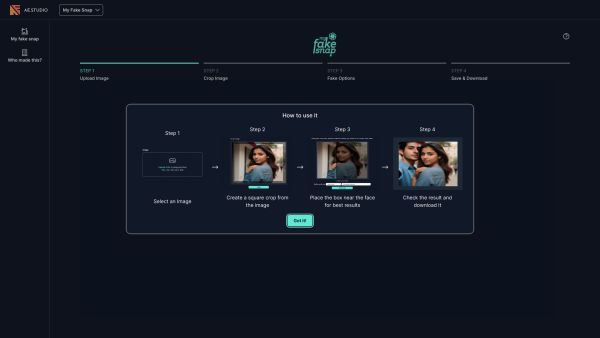 AE.STUDIO
My Fake Snap
My fake snap
Who made this?
my
fake
snap
STEP 1
Upload Image
STEP 2
Crop Image
STEP 3
Fake Options
STEP 4
Save & Download
How to use it
Step 1
Select an Image
Step 2
Create a square crop from
the image
Step 3
Place the box near the face
for best results
Step 4
Check the result and
download it
Got it!